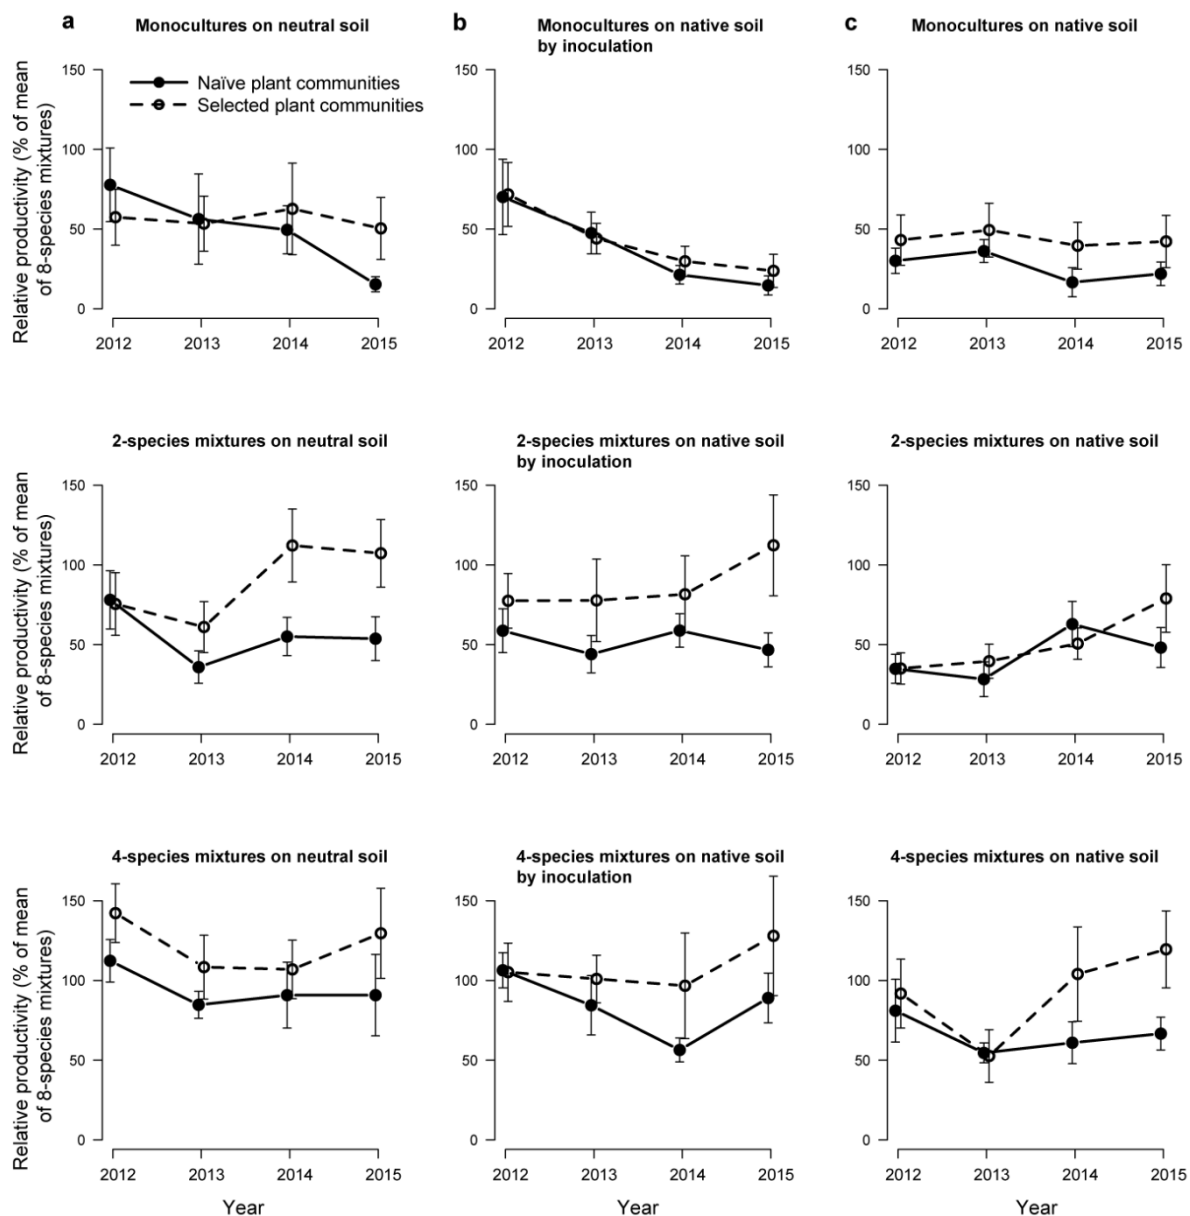 a
Monocultures on neutral soil
b
Monocultures on native soil
by inoculation
c
Monocultures on native soil
Relative productivity (% of mean
of 8-species mixtures)
150
100
50
0
Naïve plant communities
Selected plant communities
2012 2013 2014 2015
150
100
50
0
2012 2013 2014 2015
150
100
50
0
2012 2013 2014 2015
2-species mixtures on neutral soil
2-species mixtures on native soil
by inoculation
2-species mixtures on native soil
Relative productivity (% of mean
of 8-species mixtures)
150
100
50
0
2012 2013 2014 2015
150
100
50
0
2012 2013 2014 2015
150
100
50
0
2012 2013 2014 2015
4-species mixtures on neutral soil
4-species mixtures on native soil
by inoculation
4-species mixtures on native soil
Relative productivity (% of mean
of 8-species mixtures)
150
100
50
0
2012 2013 2014 2015
Year
150
100
50
0
2012 2013 2014 2015
Year
150
100
50
0
2012 2013 2014 2015
Year